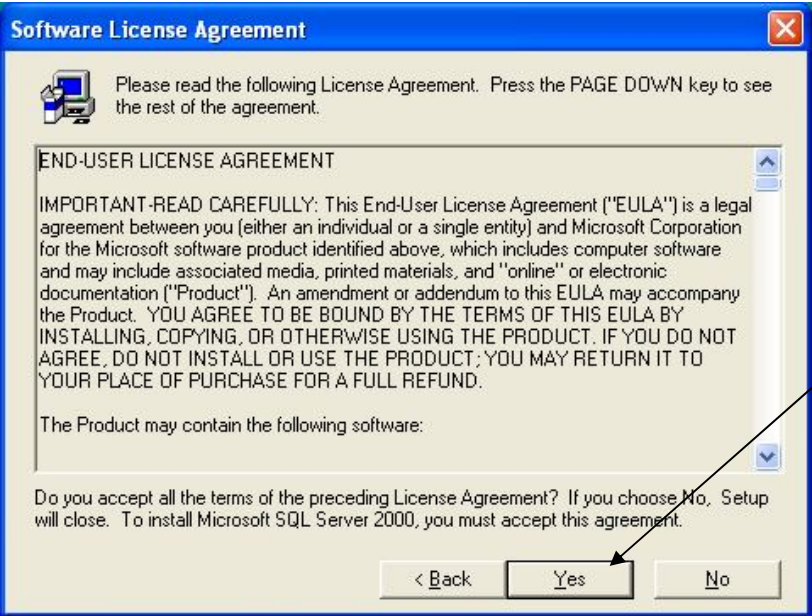 Software License Agreement
Please read the following License Agreement. Press the PAGE DOWN key to see
the rest of the agreement.
END-USER LICENSE AGREEMENT
IMPORTANT-READ CAREFULLY: This End-User License Agreement ("EULA") is a legal
agreement between you (either an individual or a single entity) and Microsoft Corporation
for the Microsoft software product identified above, which includes computer software
and may include associated media, printed materials, and "online" or electronic
documentation ("Product"). An amendment or addendum to this EULA may accompany
the Product. YOU AGREE TO BE BOUND BY THE TERMS OF THIS EULA BY
INSTALLING, COPYING, OR OTHERWISE USING THE PRODUCT. IF YOU DO NOT
AGREE, DO NOT INSTALL OR USE THE PRODUCT; YOU MAY RETURN IT TO
YOUR PLACE OF PURCHASE FOR A FULL REFUND.
The Product may contain the following software:
Do you accept all the terms of the preceding License Agreement? If you choose No, Setup
will close. To install Microsoft SQL Server 2000, you must accept this agreement.
< Back Yes No